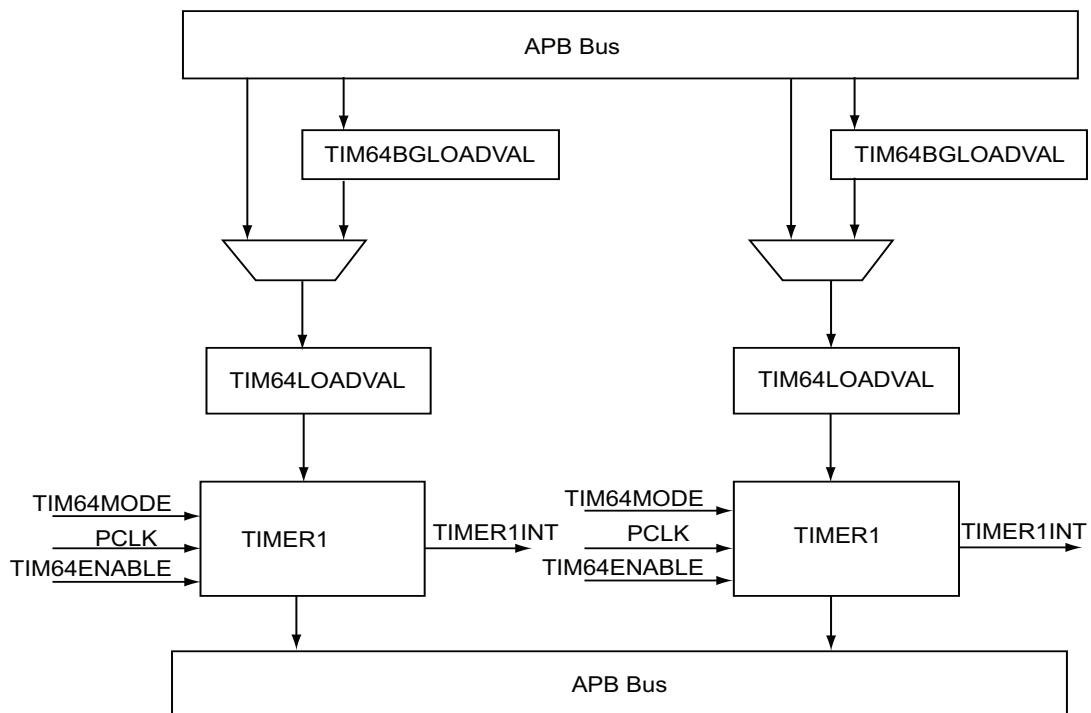 APB Bus
TIM64BGLOADVAL
TIM64BGLOADVAL
TIM64LOADVAL
TIM64LOADVAL
TIM64MODE
PCLK
TIM64ENABLE
TIMER1
TIMER1INT
TIM64MODE
PCLK
TIM64ENABLE
TIMER1
TIMER1INT
APB Bus